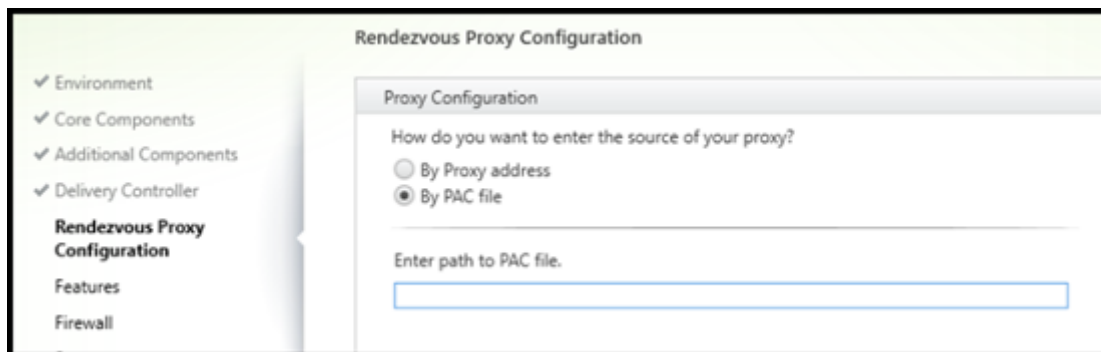 Rendezvous Proxy Configuration
Environment
Core Components
Additional Components
Delivery Controller
Rendezvous Proxy
Configuration
Features
Firewall
Proxy Configuration
How do you want to enter the source of your proxy?
By Proxy address
By PAC file
Enter path to PAC file.